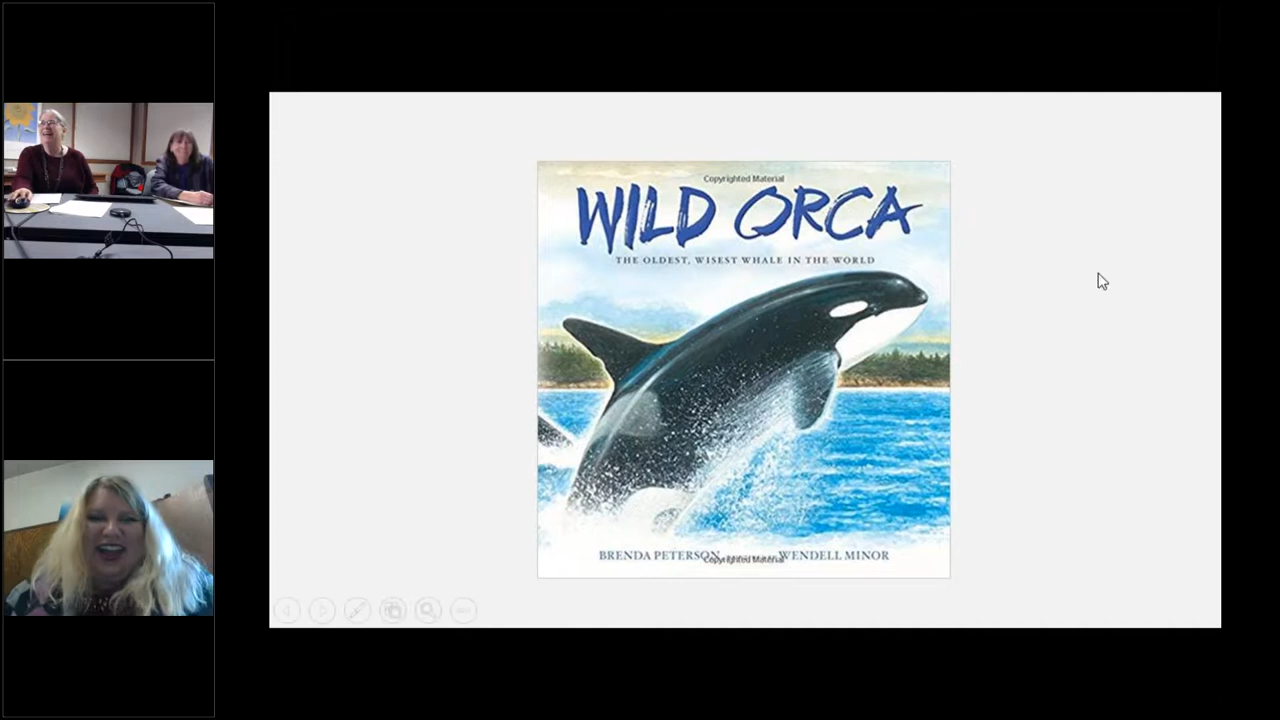 Copyrighted Material
WILD ORCA
THE OLDEST, WISEST WHALE IN THE WORLD
BRENDA PETERSON WENDELL MINOR
Copyrighted Material